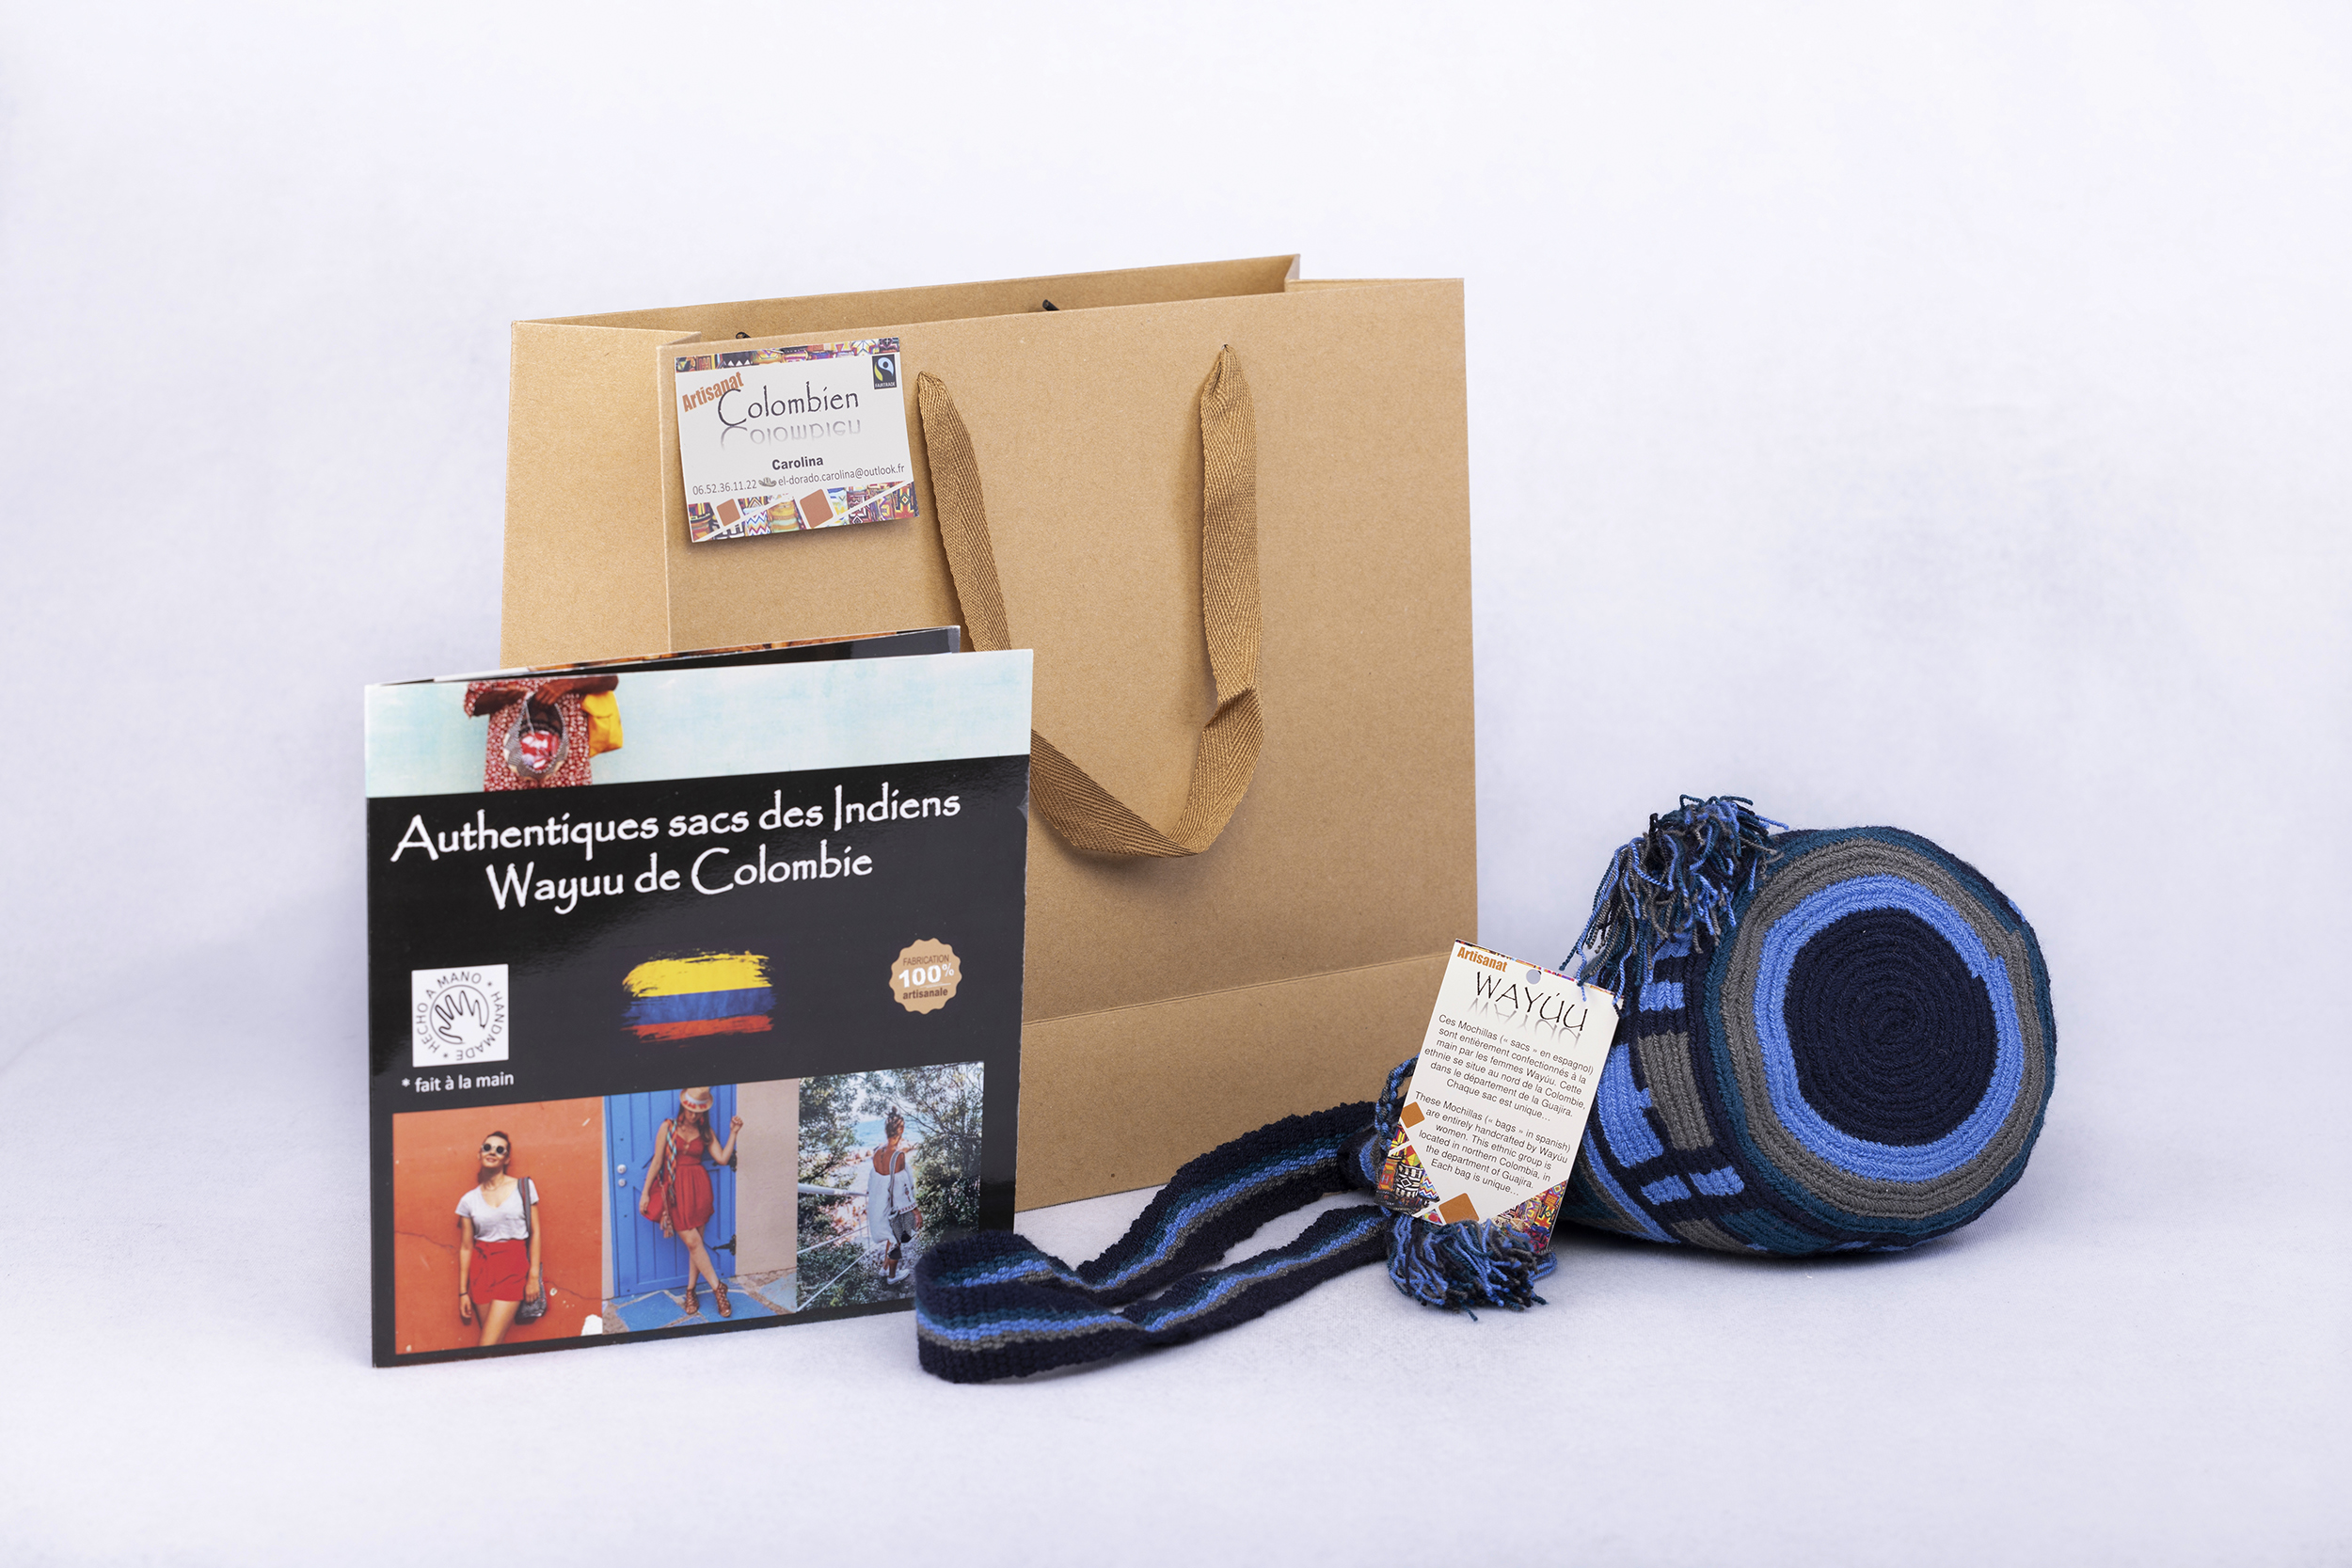 Artisanat
Colombien
FAIRTRADE
Carolina
06.52.36.11.22 el-dorado.carolina@outlook.fr
Authentiques sacs des Indiens
Wayuu de Colombie
HECHO A MANO * HANDMADE *
* fait à la main
FABRICATION
100%
artisanale
Artisanat
WAYÚU
Ces Mochillas (« sacs » en espagnol)
sont entièrement confectionnés à la
main par les femmes Wayúu. Cette
ethnie se situe au nord de la Colombie,
dans le département de la Guajira.
Chaque sac est unique...
These Mochillas (« bags » in spanish)
are entirely handcrafted by Wayúu
women. This ethnic group is
located in northern Colombia, in
the department of Guajira.
Each bag is unique...